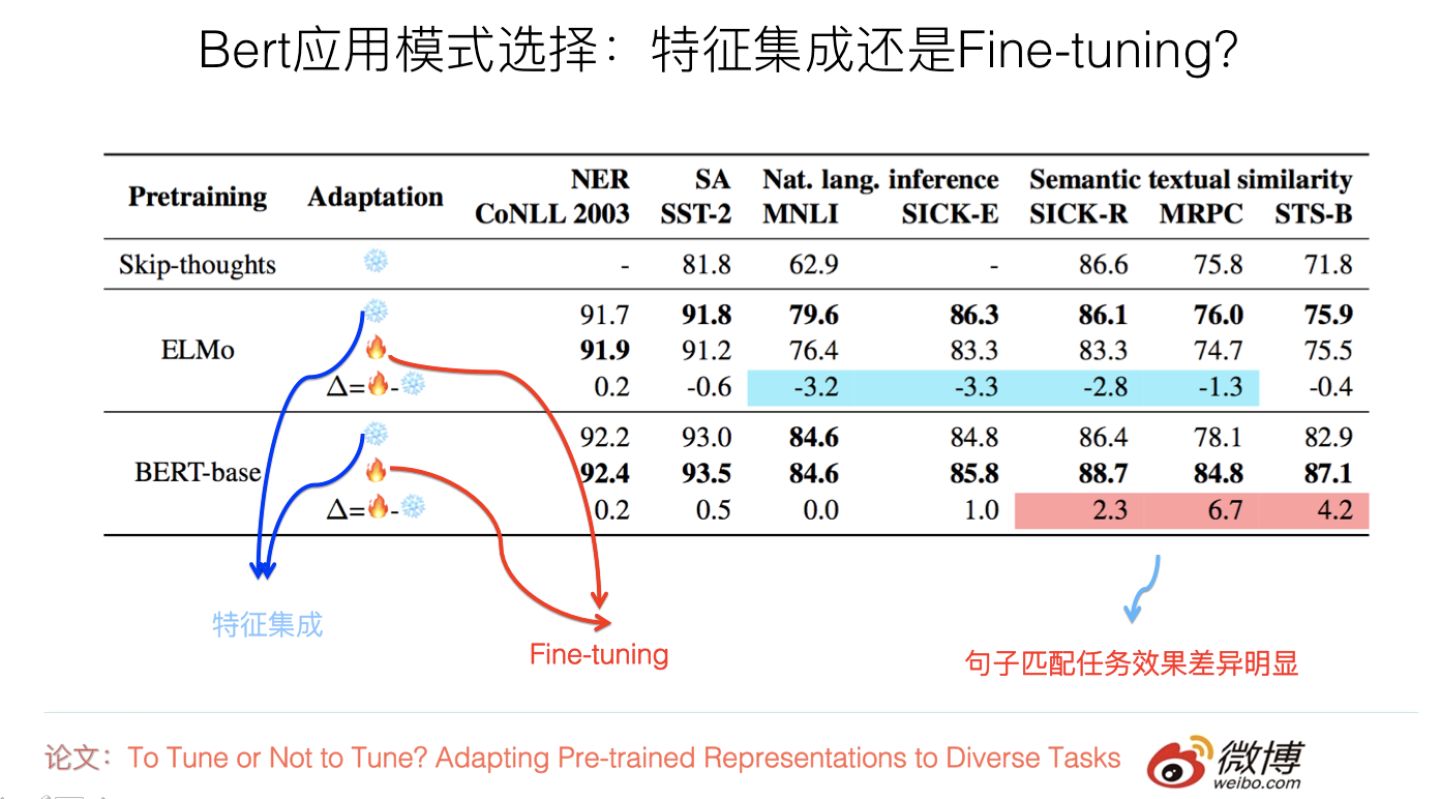 Bert应用模式选择：特征集成还是Fine-tuning?
Pretraining Adaptation NER SA Nat. lang. inference Semantic textual similarity
CoNLL 2003 SST-2 MNLI SICK-E SICK-R MRPC STS-B
Skip-thoughts ❄️ - 81.8 62.9 - 86.6 75.8 71.8
❄️ 91.7 91.8 79.6 86.3 86.1 76.0 75.9
ELMo 🔥 91.9 91.2 76.4 83.3 83.3 74.7 75.5
Δ=🔥-❄️ 0.2 -0.6 -3.2 -3.3 -2.8 -1.3 -0.4
❄️ 92.2 93.0 84.6 84.8 86.4 78.1 82.9
BERT-base 🔥 92.4 93.5 84.6 85.8 88.7 84.8 87.1
Δ=🔥-❄️ 0.2 0.5 0.0 1.0 2.3 6.7 4.2
特征集成
Fine-tuning
句子匹配任务效果差异明显
论文：To Tune or Not to Tune? Adapting Pre-trained Representations to Diverse Tasks
微博
weibo.com